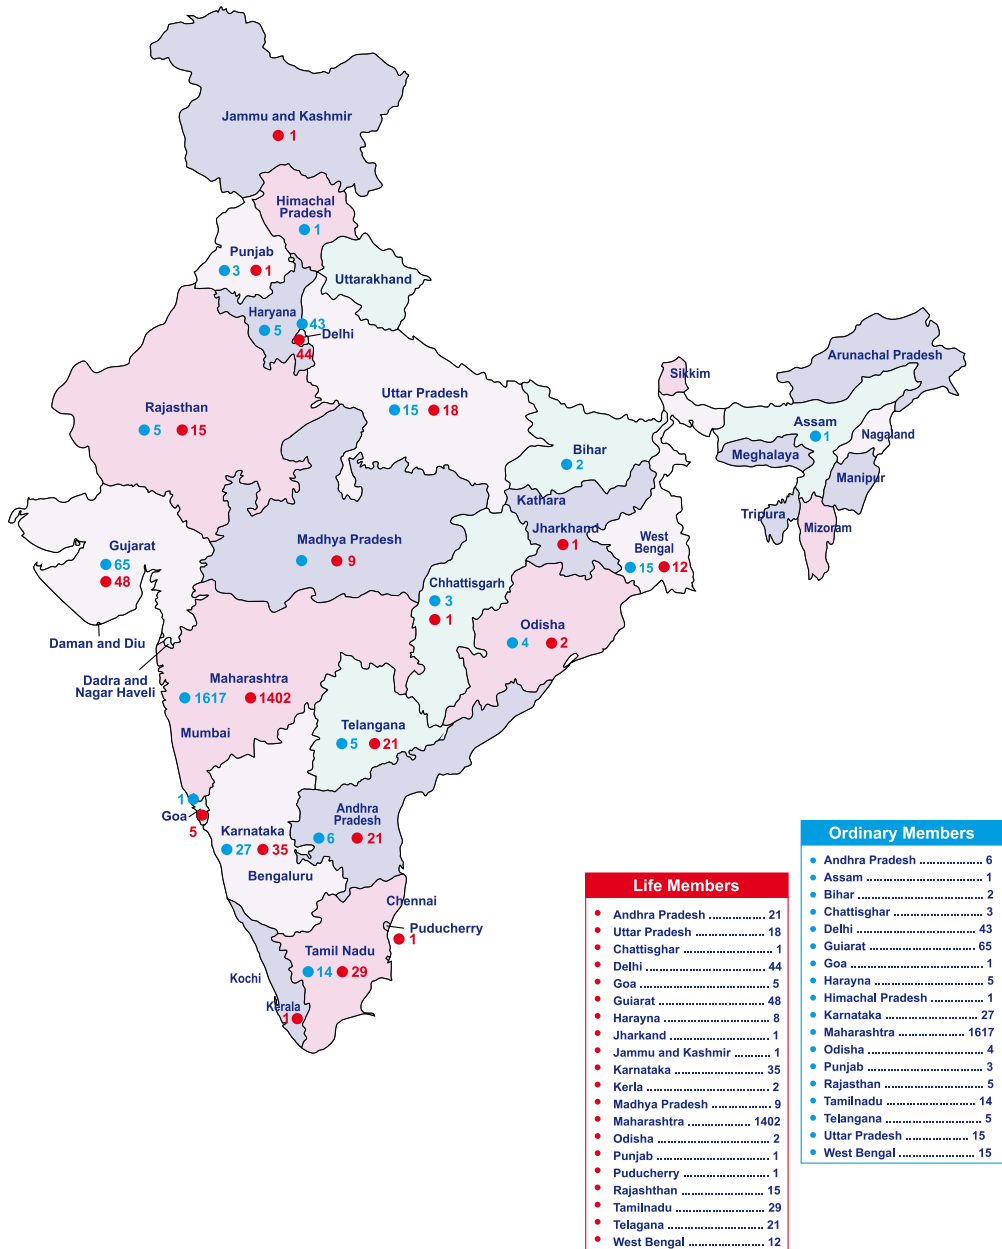 Jammu and Kashmir
1
Himachal
Pradesh
1
Punjab
3 1
Uttarakhand
Haryana
5
43
Delhi
44
Arunachal Pradesh
Sikkim
Rajasthan
5 15
Uttar Pradesh
15 18
Assam
1
Nagaland
Bihar
2
Meghalaya
Manipur
Kathara
Tripura
Mizoram
Jharkhand
1
Gujarat
65
48
Madhya Pradesh
9
West
Bengal
15 12
Chhattisgarh
3
1
Odisha
4 2
Daman and Diu
Dadra and
Nagar Haveli
Maharashtra
1617 1402
Mumbai
Telangana
5 21
1
Goa
5
Andhra
Pradesh
6 21
Karnataka
27 35
Bengaluru
Chennai
Puducherry
1
Tamil Nadu
14 29
Kochi
Kerala
1
Life Members
Andhra Pradesh ................. 21
Uttar Pradesh .................... 18
Chattisghar ......................... 1
Delhi .................................. 44
Goa ...................................... 5
Guiarat ............................... 48
Harayna ............................... 8
Jharkand ............................. 1
Jammu and Kashmir ........ 1
Karnataka .......................... 35
Kerla .................................... 2
Madhya Pradesh ................ 9
Maharashtra .................. 1402
Odisha ................................. 2
Punjab ................................. 1
Puducherry ......................... 1
Rajashthan ........................ 15
Tamilnadu .......................... 29
Telagana ............................ 21
West Bengal ...................... 12
Ordinary Members
Andhra Pradesh .................. 6
Assam .................................. 1
Bihar ..................................... 2
Chattisghar .......................... 3
Delhi ................................... 43
Guiarat ................................ 65
Goa ....................................... 1
Harayna ................................ 5
Himachal Pradesh .............. 1
Karnataka ........................... 27
Maharashtra ................... 1617
Odisha .................................. 4
Punjab .................................. 3
Rajasthan ............................. 5
Tamilnadu ........................... 14
Telangana ............................ 5
Uttar Pradesh ................... 15
West Bengal ....................... 15